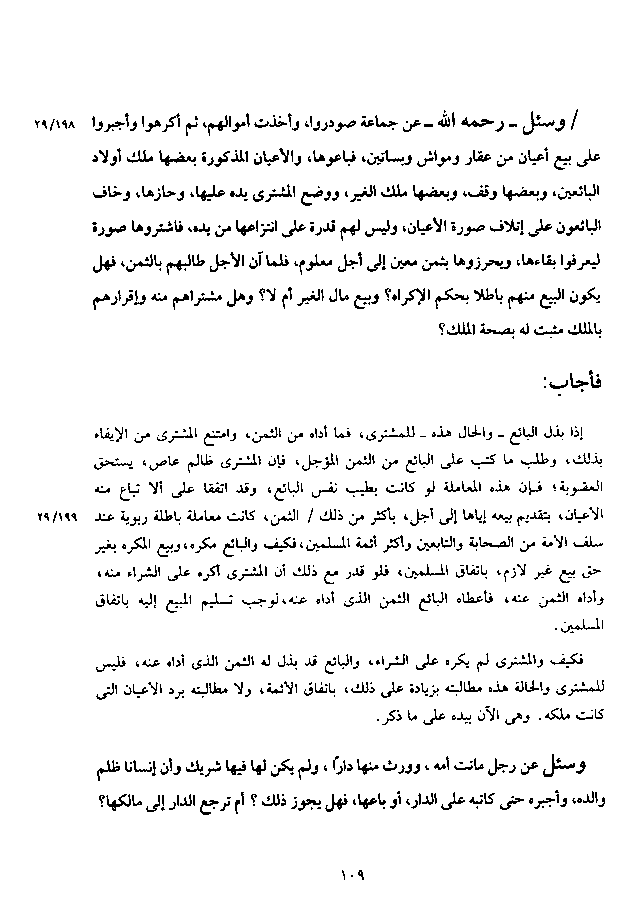 / وسئل - رحمه الله - عن جماعة صودروا، وأخذت أموالهم، ثم أكرهوا وأجبروا ٢٩/١٩٨
على بيع أعيان من عقار ومواش وبساتين، فباعوها، والأعيان المذكورة بعضها ملك أولاد
البائعين، وبعضها وقف، وبعضها ملك الغير، ووضع المشترى يده عليها، وحازها، وخاف
البائعون على إتلاف صورة الأعيان، وليس لهم قدرة على انتزاعها من يده، فاشتروها صورة
ليعرفوا بقاءها، ويحرزوها بثمن معين إلى أجل معلوم، فلما آن الأجل طالبهم بالثمن، فهل
يكون البيع منهم باطلا بحكم الإكراه؟ وبيع مال الغير أم لا؟ وهل مشتراهم منه وإقرارهم
بالملك مثبت له بصحة الملك؟
فأجاب:
إذا بذل البائع - والحال هذه - للمشترى، فما أداه من الثمن، وامتنع المشترى من الإيفاء
بذلك، وطلب ما كتب على البائع من الثمن المؤجل، فإن المشترى ظالم عاص، يستحق
العقوبة؛ فإن هذه المعاملة لو كانت بطيب نفس البائع، وقد اتفقا على ألا تباع منه
الأعيان، بتقديم بيعه إياها إلى أجل، بأكثر من ذلك / الثمن، كانت معاملة باطلة ربوية عند ٢٩/١٩٩
سلف الأمة من الصحابة والتابعين وأكثر أئمة المسلمين، فكيف والبائع مكره، وبيع المكره بغير
حق بيع غير لازم، باتفاق المسلمين، فلو قدر مع ذلك أن المشترى أكره على الشراء منه،
وأداه الثمن عنه، فأعطاه البائع الثمن الذى أداه عنه، لوجب تسليم المبيع إليه باتفاق
المسلمين.
فكيف والمشترى لم يكره على الشراء، والبائع قد بذل له الثمن الذى أداه عنه، فليس
للمشترى والحالة هذه مطالبته بزيادة على ذلك، باتفاق الأئمة، ولا مطالبته برد الأعيان التى
كانت ملكه. وهى الآن بيده على ما ذكر.
وسئل عن رجل ماتت أمه، وورث منها دارًا، ولم يكن لها فيها شريك وأن إنسانا ظلم
والده، وأجبره حتى كاتبه على الدار، أو باعها، فهل يجوز ذلك؟ أم ترجع الدار إلى مالكها؟
١٠٩